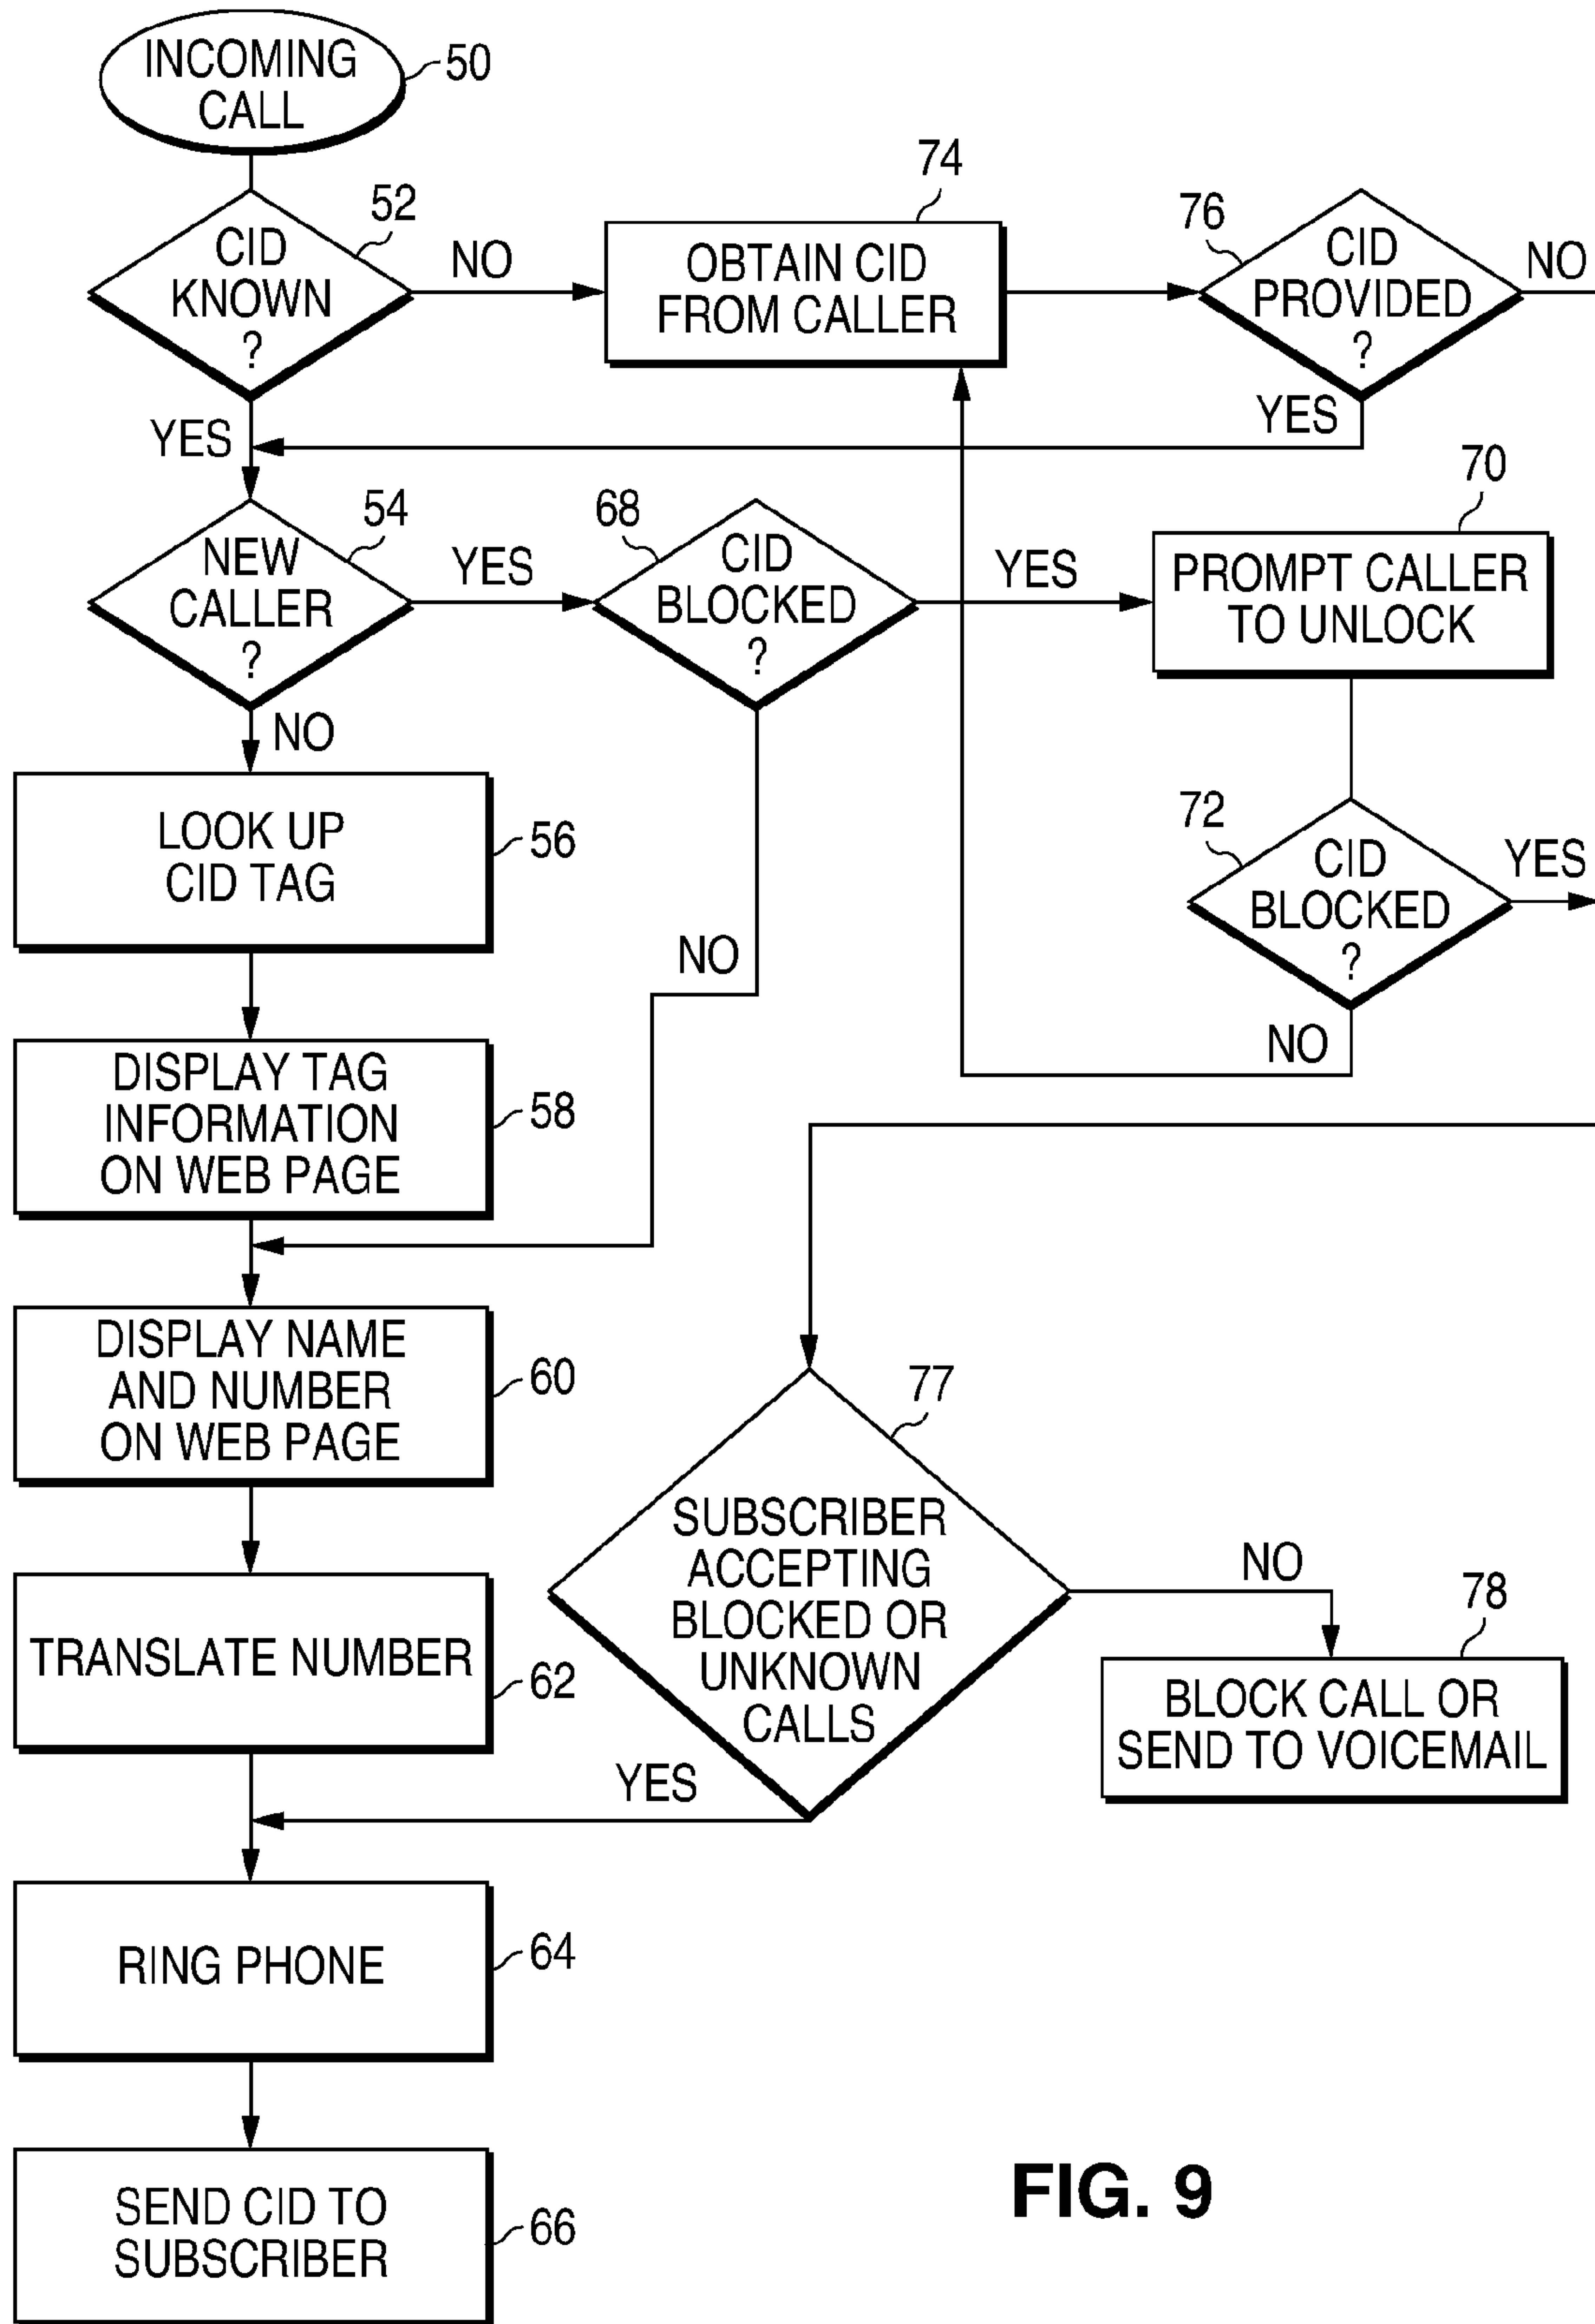 INCOMING
CALL
50
CID
KNOWN
?
52
NO
YES
74
OBTAIN CID
FROM CALLER
76
CID
PROVIDED
?
NO
YES
NEW
CALLER
?
54
YES
NO
68
CID
BLOCKED
?
YES
NO
70
PROMPT CALLER
TO UNLOCK
72
CID
BLOCKED
?
YES
NO
LOOK UP
CID TAG
56
DISPLAY TAG
INFORMATION
ON WEB PAGE
58
DISPLAY NAME
AND NUMBER
ON WEB PAGE
60
TRANSLATE NUMBER
62
77
SUBSCRIBER
ACCEPTING
BLOCKED OR
UNKNOWN
CALLS
NO
YES
78
BLOCK CALL OR
SEND TO VOICEMAIL
RING PHONE
64
SEND CID TO
SUBSCRIBER
66
FIG. 9